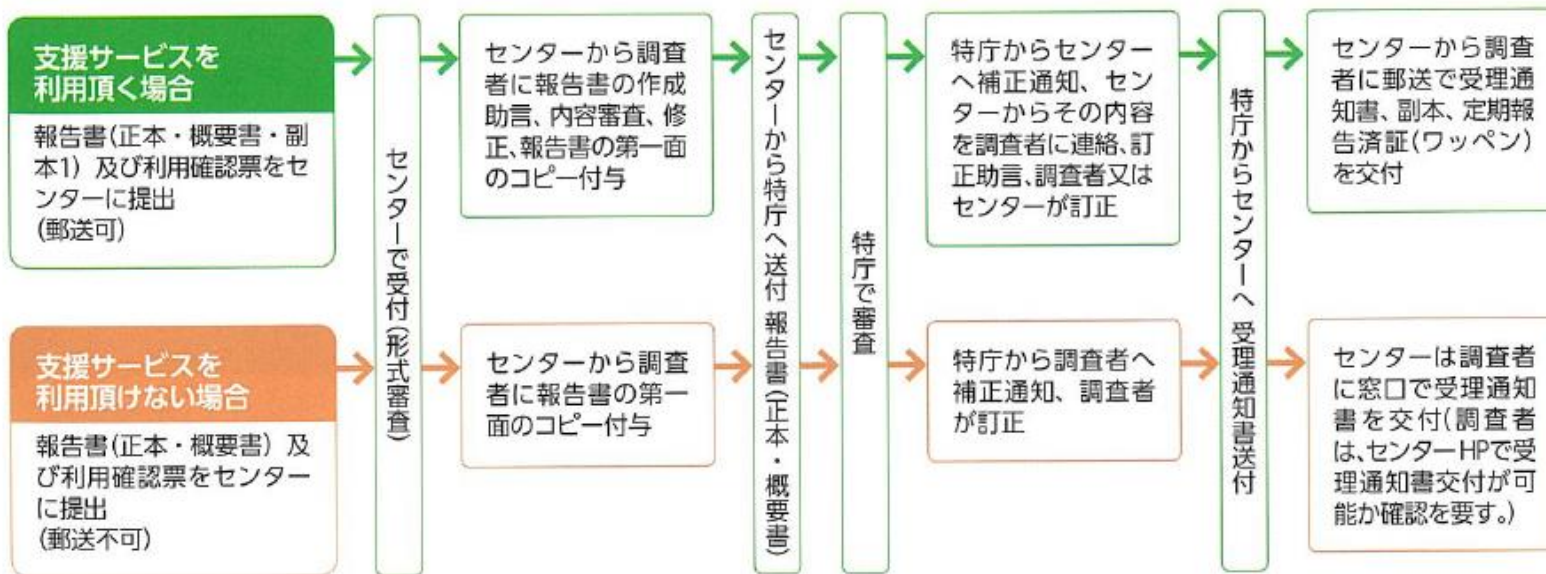 支援サービスを
利用頂く場合
報告書(正本・概要書・副
本1) 及び利用確認票をセ
ンターに提出
(郵送可)
センターで受付(形式審査)
センターから調査
者に報告書の作成
助言、内容審査、修
正、報告書の第一面
のコピー付与
センターから特庁へ送付 報告書(正本・概要書)
特庁で審査
特庁からセンター
へ補正通知、セン
ターからその内容
を調査者に連絡、訂
正助言、調査者又は
センターが訂正
特庁からセンターへ 受理通知書送付
センターから調査
者に郵送で受理通
知書、副本、定期報
告済証(ワッペン)
を交付
支援サービスを
利用頂けない場合
報告書(正本・概要書) 及
び利用確認票をセンター
に提出
(郵送不可)
センターから調査
者に報告書の第一
面のコピー付与
特庁から調査者へ
補正通知、調査者
が訂正
センターは調査者
に窓口で受理通知
書を交付(調査者
は、センターHPで受
理通知書交付が可
能か確認を要す。)